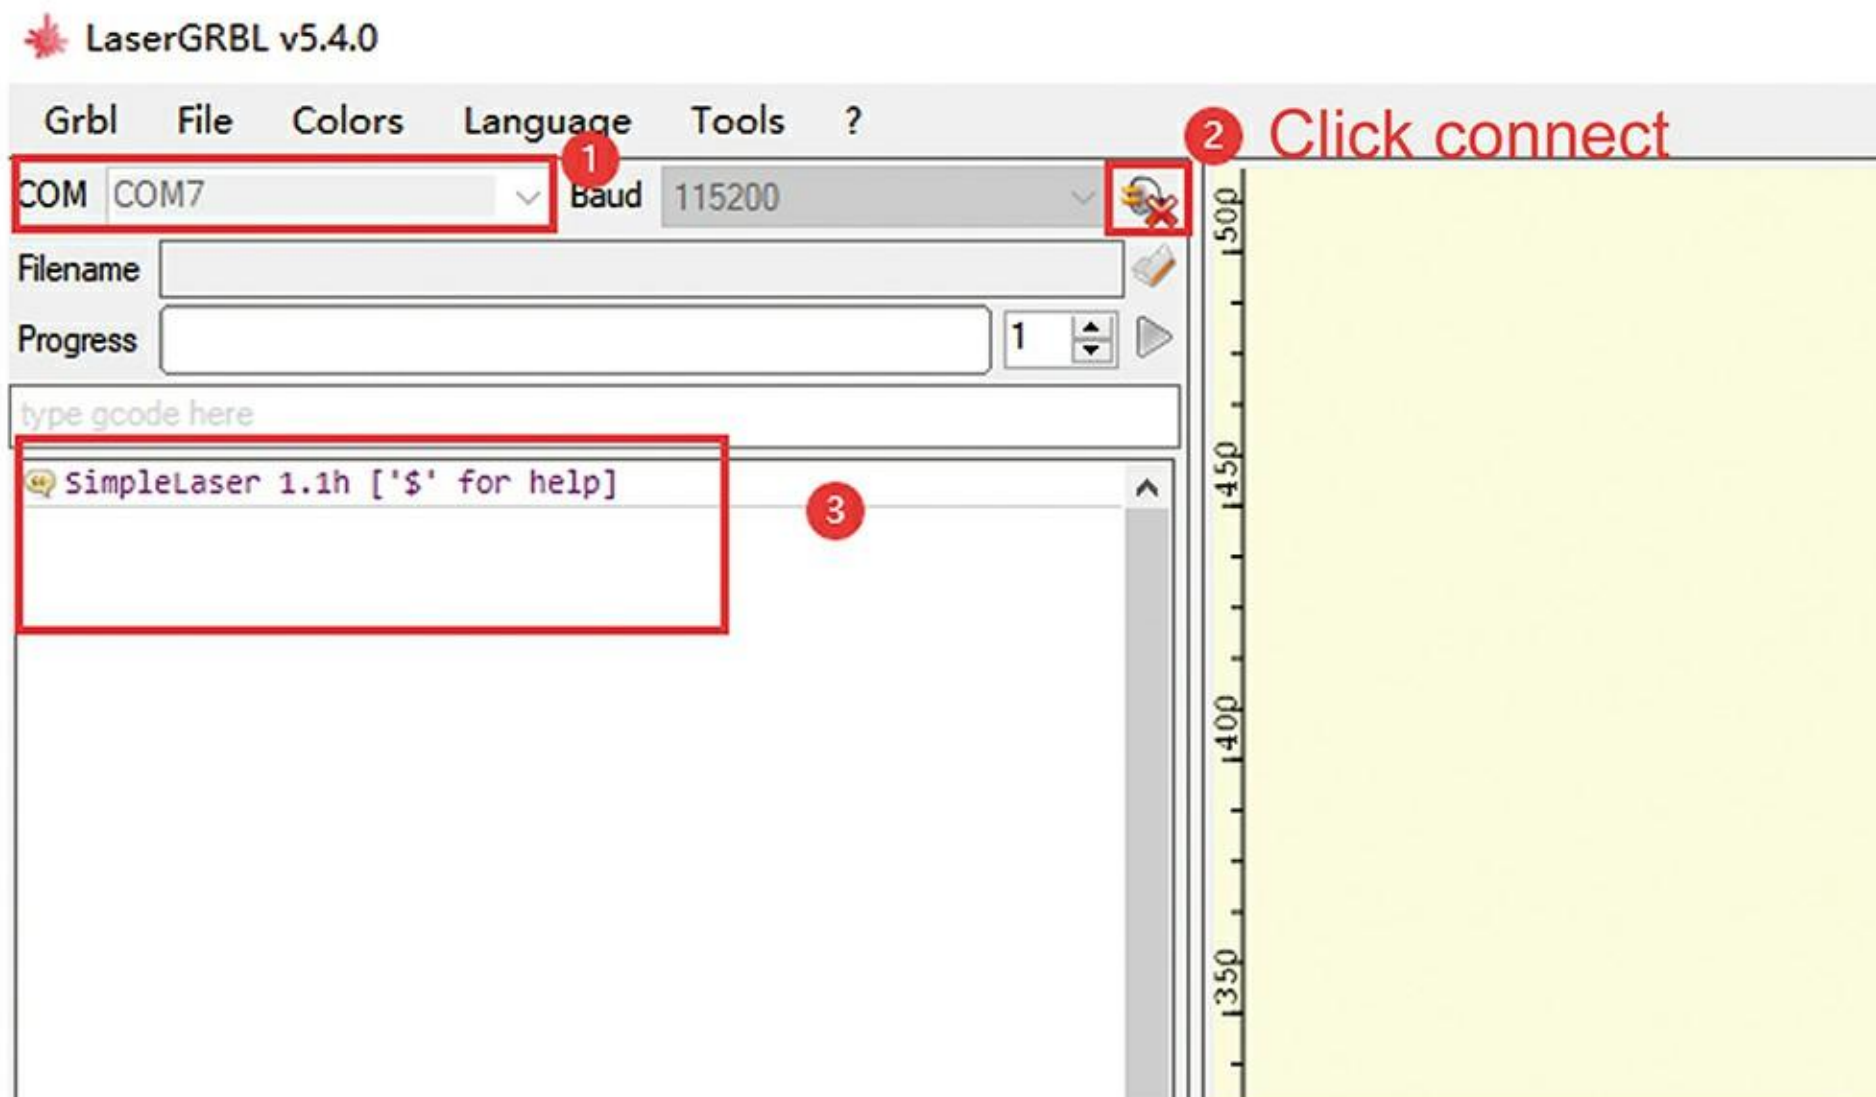 LaserGRBL v5.4.0
Grbl File Colors Language Tools ?
1
2 Click connect
COM COM7 Baud 115200
Filename
Progress 1
type gcode here
SimpleLaser 1.1h ['$' for help]
3
500
450
400
350